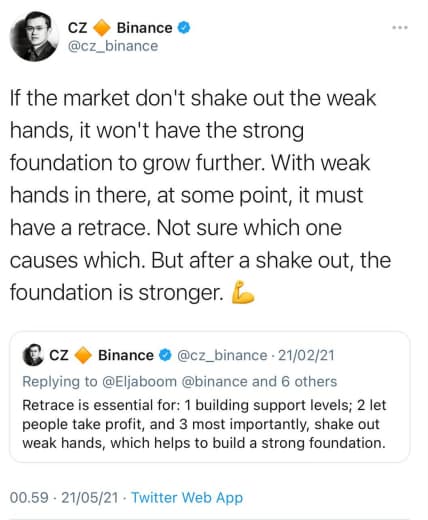 CZ 🔶 Binance
@cz_binance
If the market don't shake out the weak
hands, it won't have the strong
foundation to grow further. With weak
hands in there, at some point, it must
have a retrace. Not sure which one
causes which. But after a shake out, the
foundation is stronger. 💪
CZ 🔶 Binance @cz_binance · 21/02/21
Replying to @Eljaboom @binance and 6 others
Retrace is essential for: 1 building support levels; 2 let
people take profit, and 3 most importantly, shake out
weak hands, which helps to build a strong foundation.
00.59 · 21/05/21 · Twitter Web App